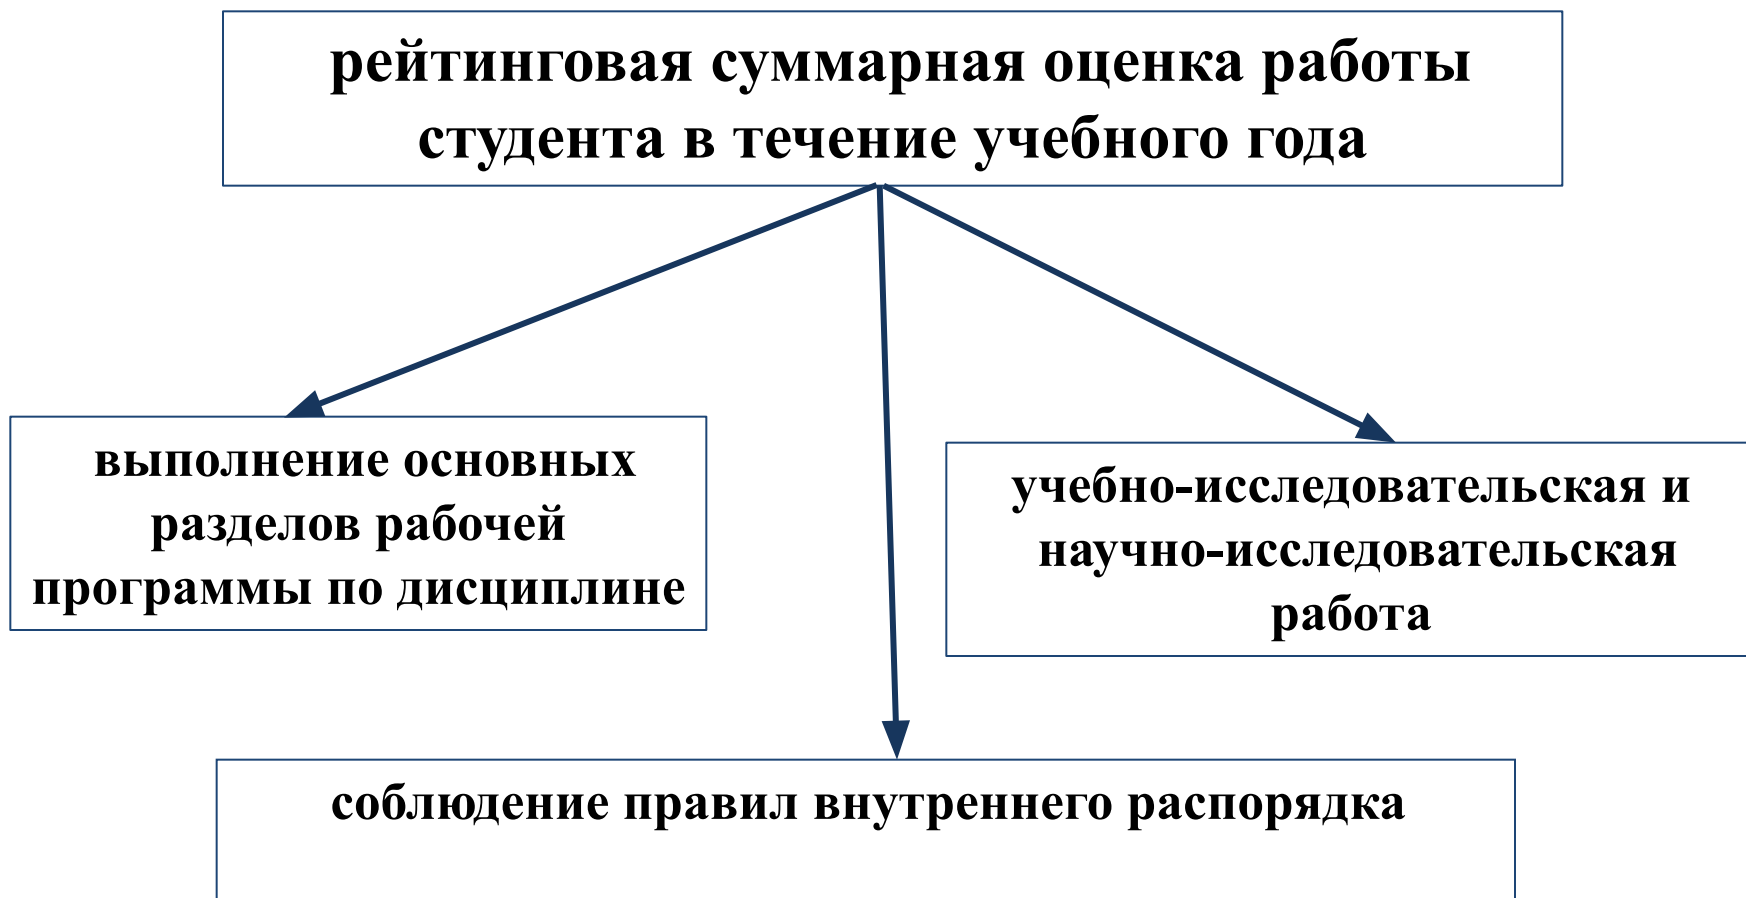 рейтинговая суммарная оценка работы
студента в течение учебного года
выполнение основных
разделов рабочей
программы по дисциплине
учебно-исследовательская и
научно-исследовательская
работа
соблюдение правил внутреннего распорядка